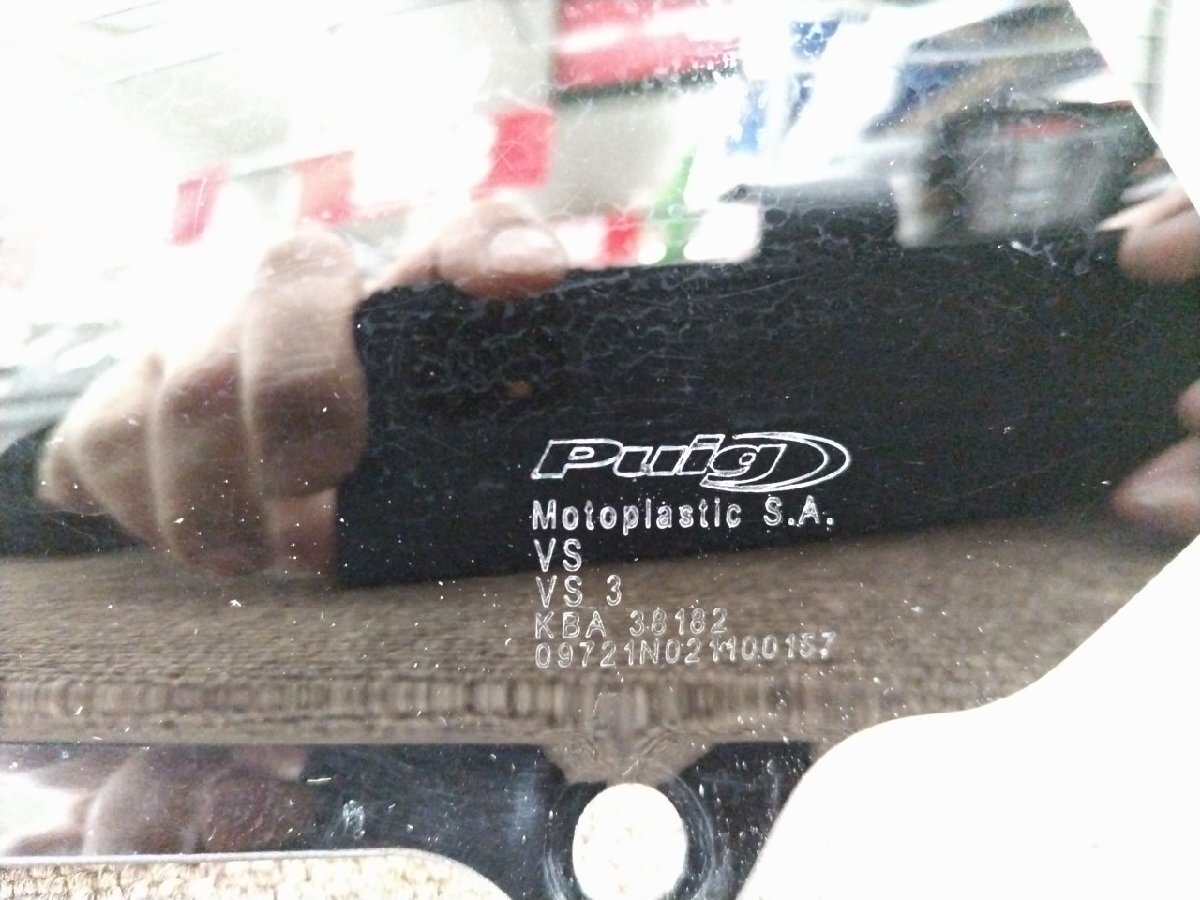 Puig
Motoplastic S.A.
VS
VS 3
KBA 38182
09721N021100157